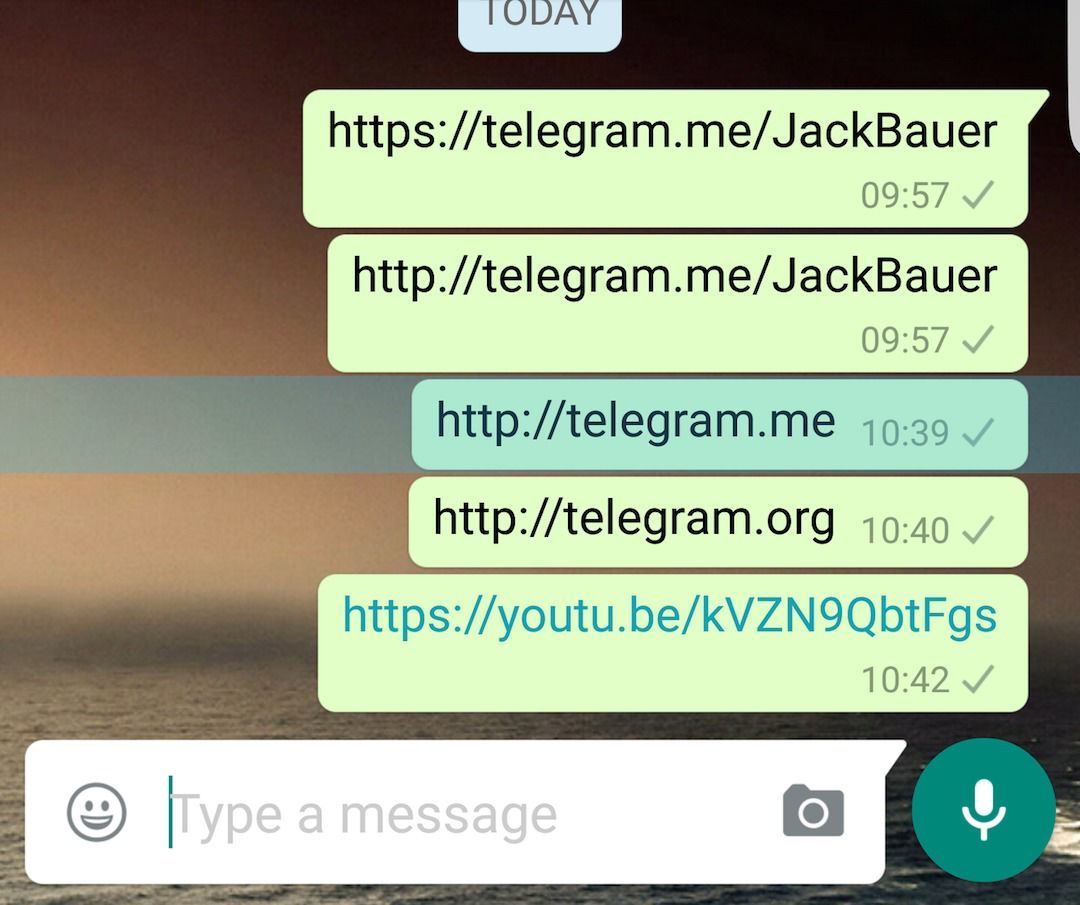 TODAY
https://telegram.me/JackBauer
09:57
http://telegram.me/JackBauer
09:57
http://telegram.me 10:39
http://telegram.org 10:40
https://youtu.be/kVZN9QbtFgs
10:42
Type a message